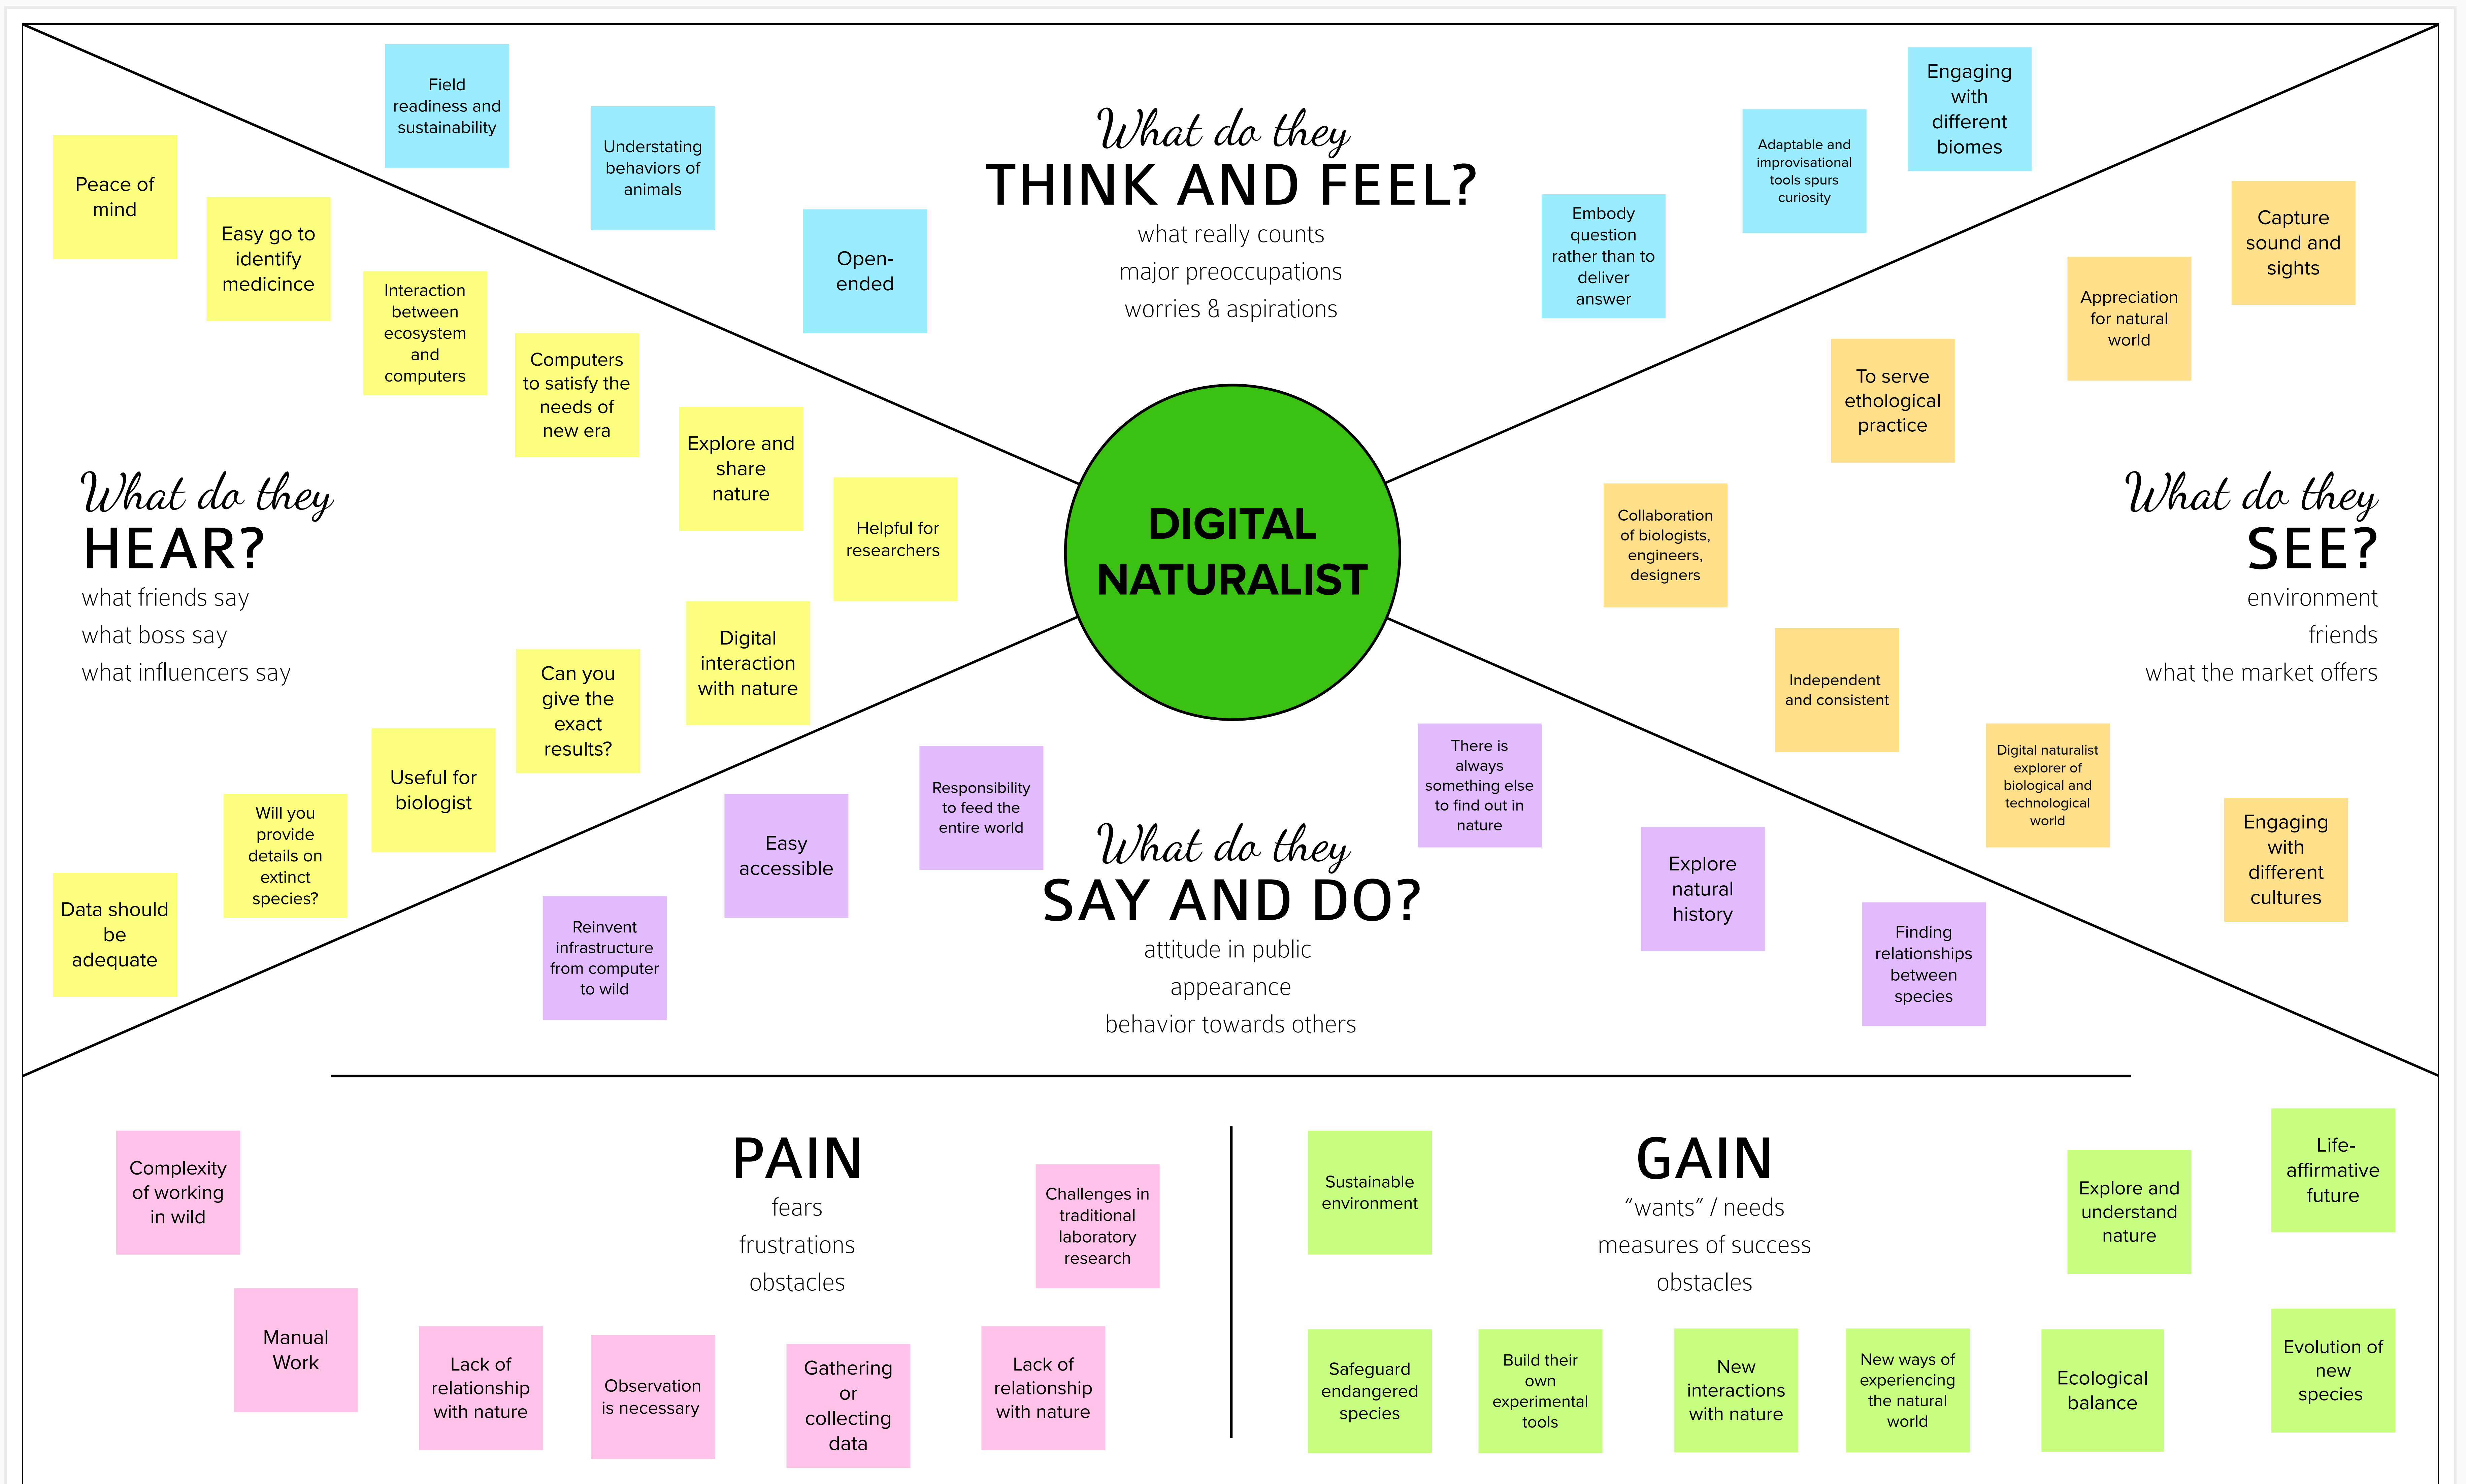 What do they
THINK AND FEEL?
what really counts
major preoccupations
worries & aspirations
Field
readiness and
sustainability
Understating
behaviors of
animals
Open-
ended
Embody
question
rather than to
deliver
answer
Adaptable and
improvisational
tools spurs
curiosity
Engaging
with
different
biomes
What do they
HEAR?
what friends say
what boss say
what influencers say
Peace of
mind
Easy go to
identify
medicince
Interaction
between
ecosystem
and
computers
Computers
to satisfy the
needs of
new era
Explore and
share
nature
Helpful for
researchers
Digital
interaction
with nature
Can you
give the
exact
results?
Useful for
biologist
Will you
provide
details on
extinct
species?
Data should
be
adequate
DIGITAL
NATURALIST
What do they
SEE?
environment
friends
what the market offers
Capture
sound and
sights
Appreciation
for natural
world
To serve
ethological
practice
Collaboration
of biologists,
engineers,
designers
Independent
and consistent
Digital naturalist
explorer of
biological and
technological
world
Engaging
with
different
cultures
What do they
SAY AND DO?
attitude in public
appearance
behavior towards others
Reinvent
infrastructure
from computer
to wild
Easy
accessible
Responsibility
to feed the
entire world
There is
always
something else
to find out in
nature
Explore
natural
history
Finding
relationships
between
species
PAIN
fears
frustrations
obstacles
Complexity
of working
in wild
Manual
Work
Lack of
relationship
with nature
Observation
is necessary
Gathering
or
collecting
data
Lack of
relationship
with nature
Challenges in
traditional
laboratory
research
GAIN
“wants” / needs
measures of success
obstacles
Sustainable
environment
Safeguard
endangered
species
Build their
own
experimental
tools
New
interactions
with nature
New ways of
experiencing
the natural
world
Ecological
balance
Explore and
understand
nature
Life-
affirmative
future
Evolution of
new
species